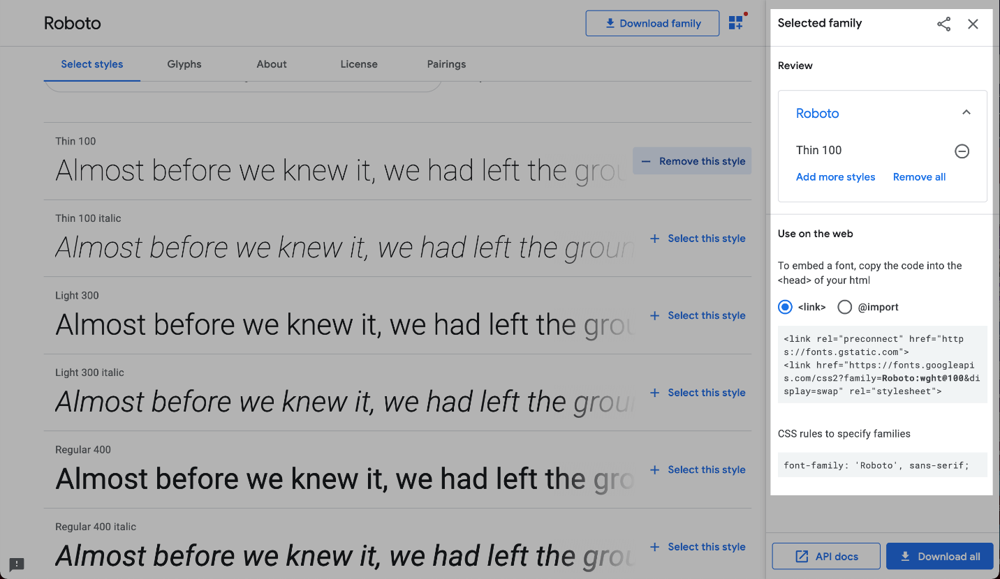 Roboto
Download family
Select styles
Glyphs
About
License
Pairings
Thin 100
Almost before we knew it, we had left the grou
Remove this style
Thin 100 italic
Almost before we knew it, we had left the groun
Select this style
Light 300
Almost before we knew it, we had left the grou
Select this style
Light 300 italic
Almost before we knew it, we had left the grou
Select this style
Regular 400
Almost before we knew it, we had left the gro
Select this style
Regular 400 italic
Almost before we knew it, we had left the grou
Select this style
Selected family
Review
Roboto
Thin 100
Add more styles
Remove all
Use on the web
To embed a font, copy the code into the
<head> of your html
<link>
@import
<link rel="preconnect" href="http
s://fonts.gstatic.com">
<link href="https://fonts.googleapi
s.com/css2?family=Roboto:wght@100&di
splay=swap" rel="stylesheet">
CSS rules to specify families
font-family: 'Roboto', sans-serif;
API docs
Download all